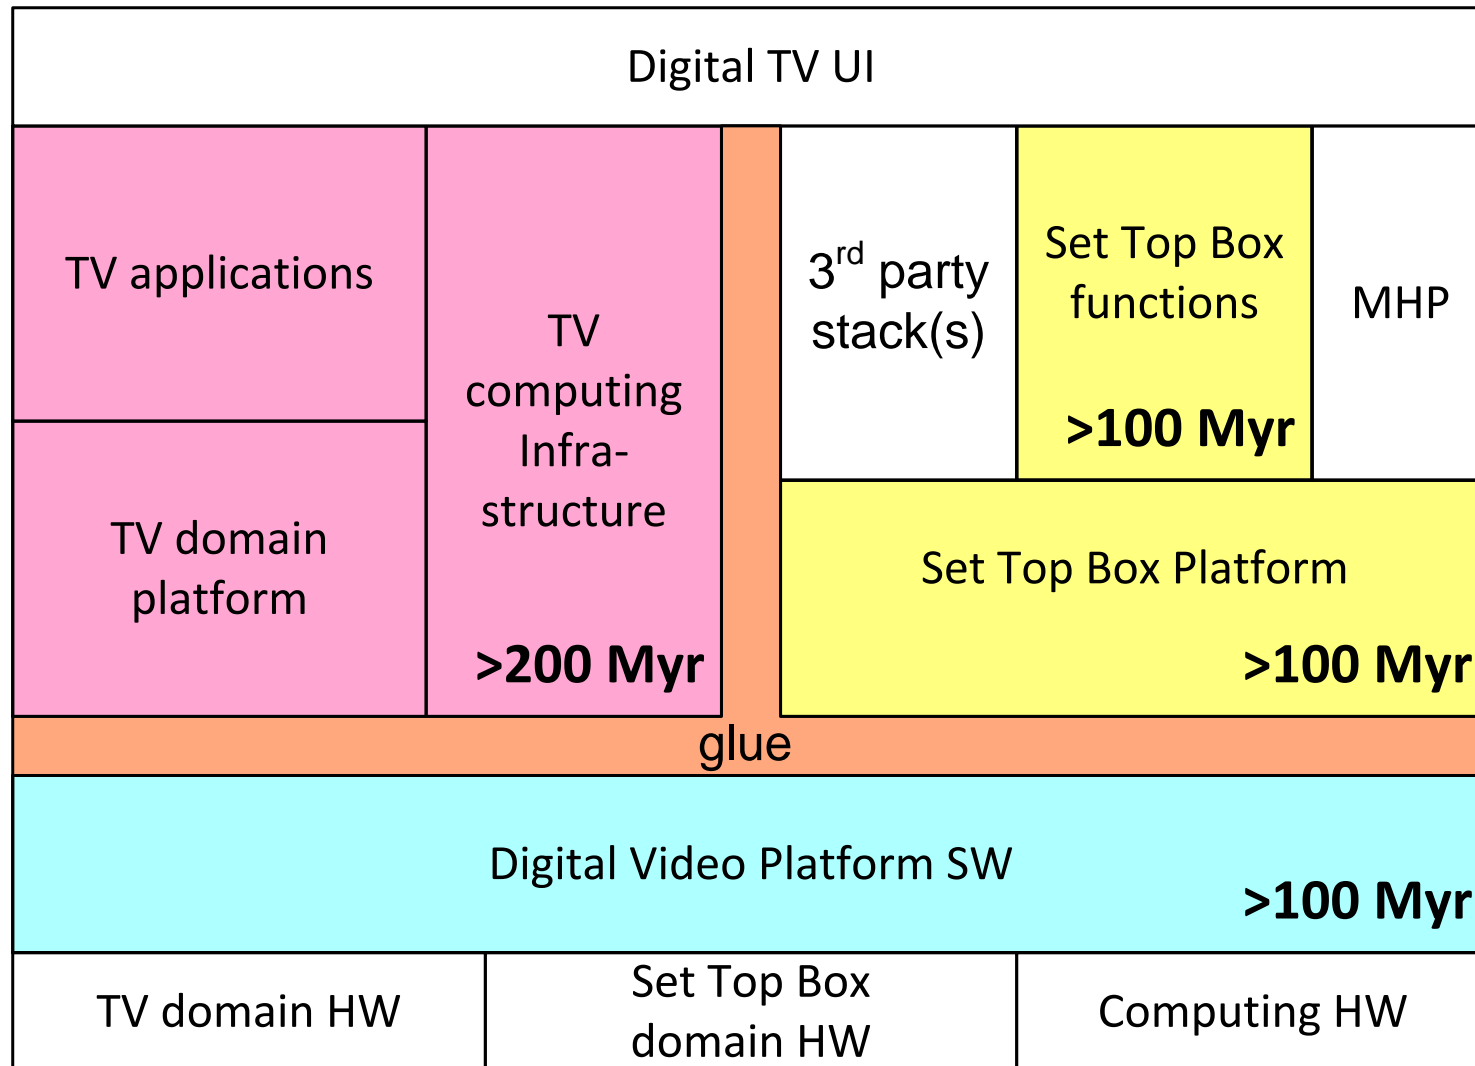 Digital TV UI
TV applications
TV domain
platform
TV
computing
Infra-
structure
>200 Myr
3rd party
stack(s)
Set Top Box
functions
>100 Myr
MHP
Set Top Box Platform
>100 Myr
glue
Digital Video Platform SW
>100 Myr
TV domain HW
Set Top Box
domain HW
Computing HW